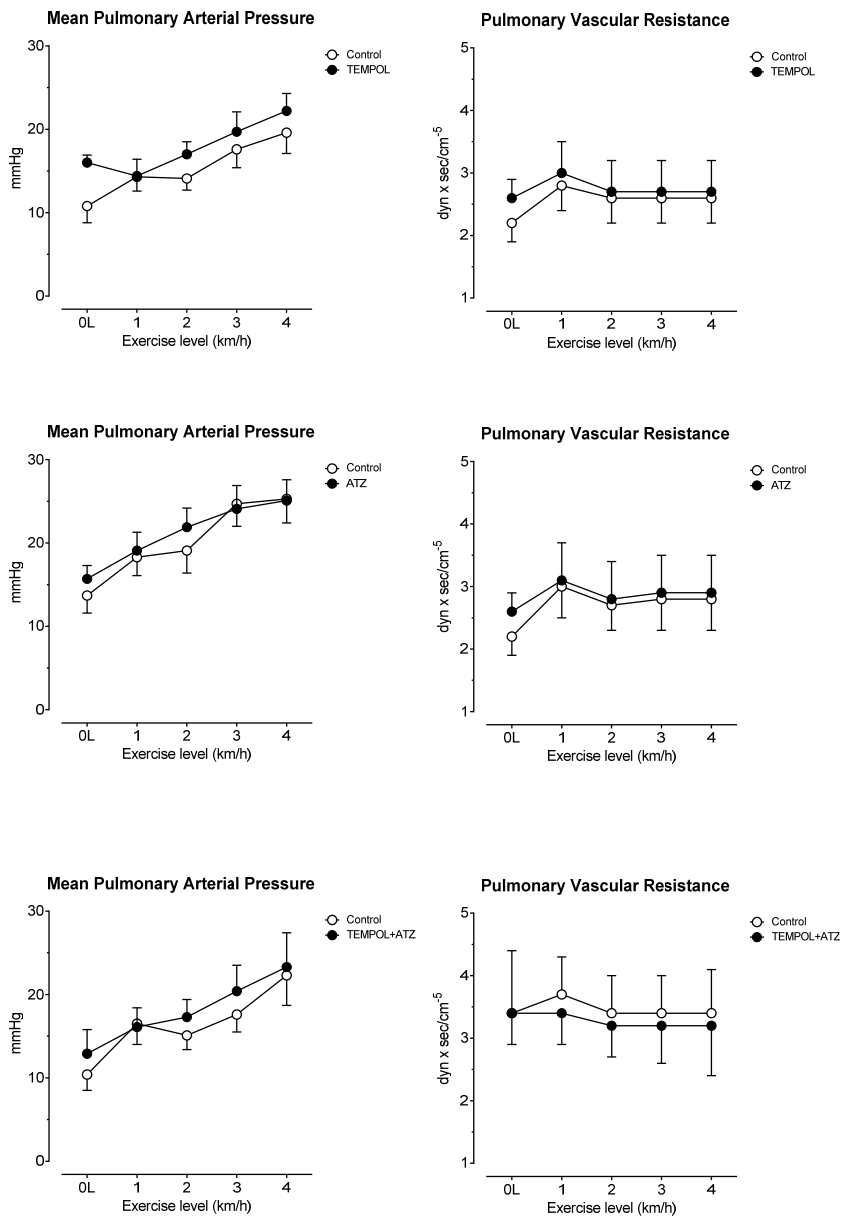 Mean Pulmonary Arterial Pressure
Pulmonary Vascular Resistance
30
20
10
0
mmHg
Control
TEMPOL
0L 1 2 3 4
Exercise level (km/h)
5
4
3
2
1
dyn x sec/cm-5
Control
TEMPOL
0L 1 2 3 4
Exercise level (km/h)
Mean Pulmonary Arterial Pressure
Pulmonary Vascular Resistance
30
20
10
0
mmHg
Control
ATZ
0L 1 2 3 4
Exercise level (km/h)
5
4
3
2
1
dyn x sec/cm-5
Control
ATZ
0L 1 2 3 4
Exercise level (km/h)
Mean Pulmonary Arterial Pressure
Pulmonary Vascular Resistance
30
20
10
0
mmHg
Control
TEMPOL+ATZ
0L 1 2 3 4
Exercise level (km/h)
5
4
3
2
1
dyn x sec/cm-5
Control
TEMPOL+ATZ
0L 1 2 3 4
Exercise level (km/h)